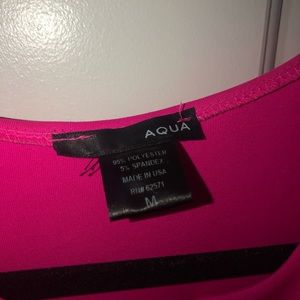 AQUA
95% POLYESTER
5% SPANDEX
MADE IN USA
RN# 62571
M